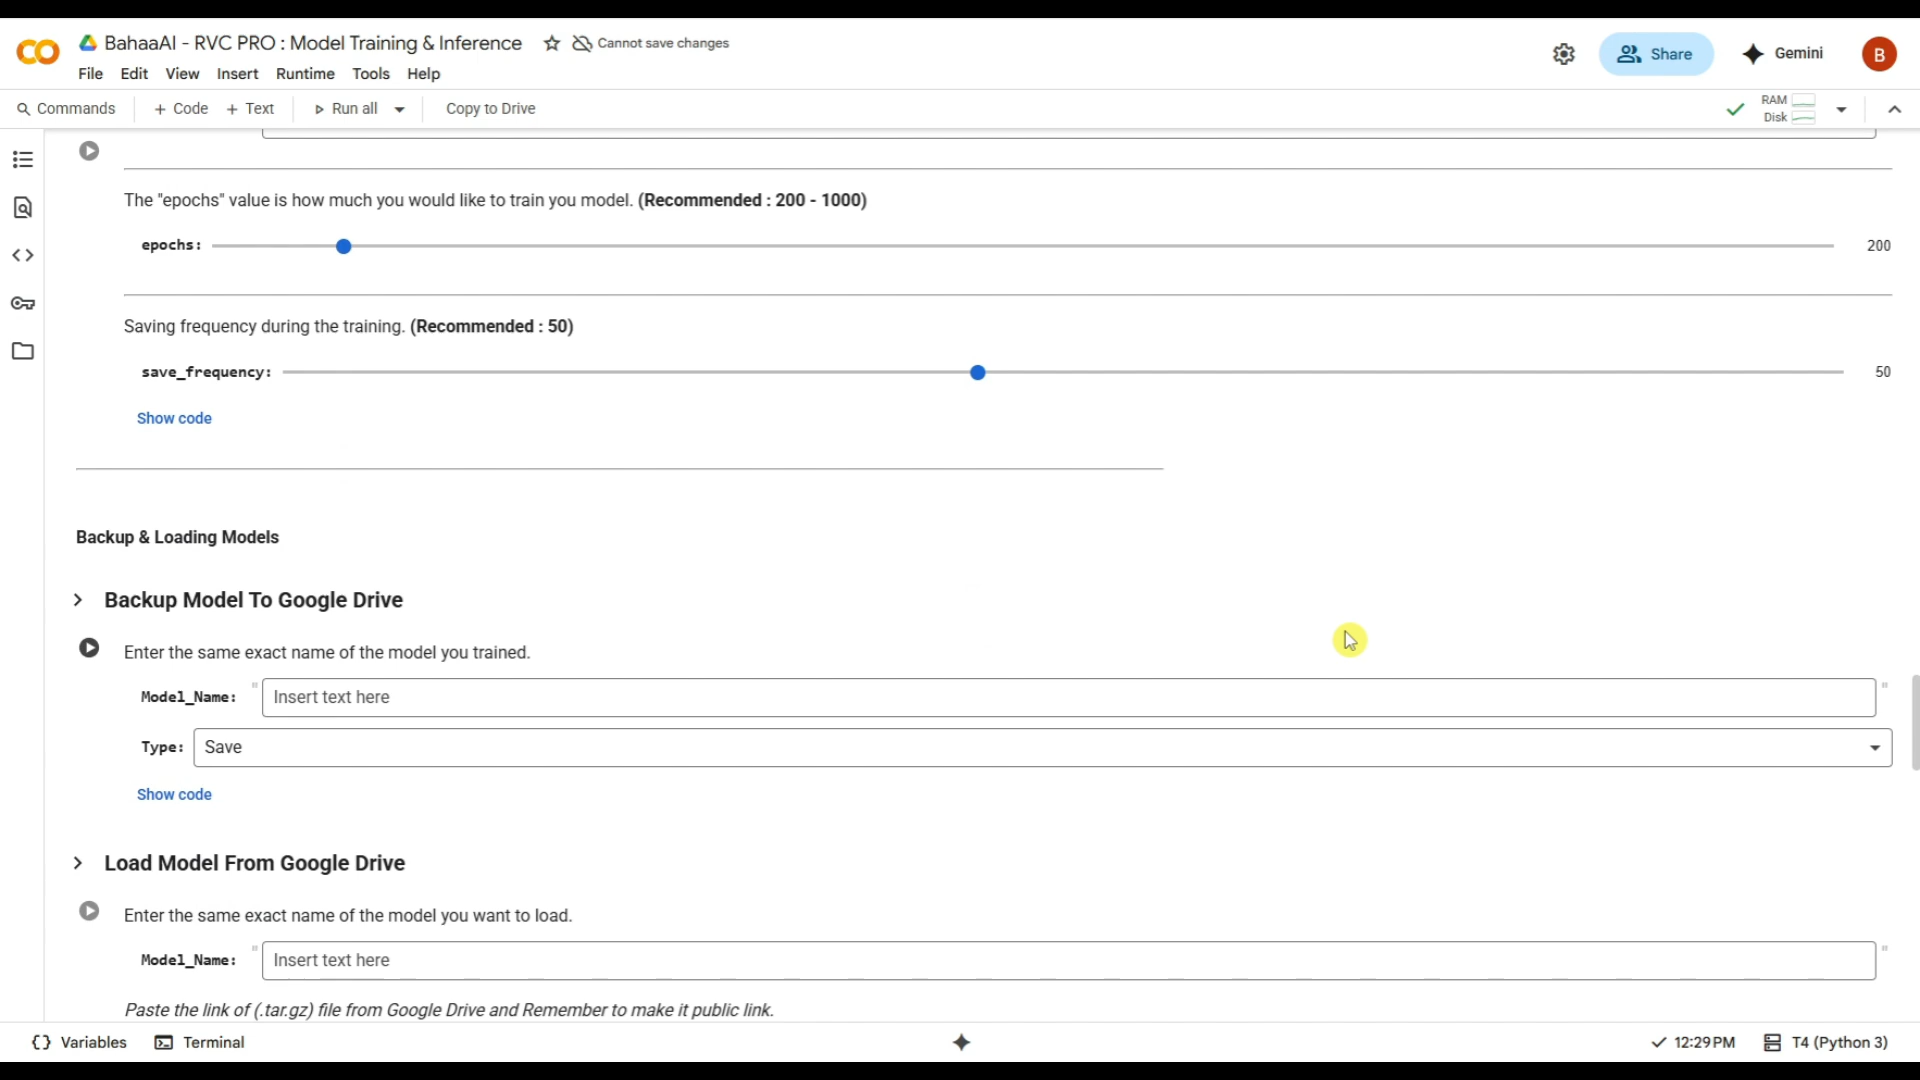 BahaaAI - RVC PRO : Model Training & Inference
Cannot save changes
Share
Gemini
B
File Edit View Insert Runtime Tools Help
Commands + Code + Text Run all Copy to Drive
RAM
Disk
The "epochs" value is how much you would like to train you model. (Recommended : 200 - 1000)
epochs: 200
Saving frequency during the training. (Recommended : 50)
save_frequency: 50
Show code
Backup & Loading Models
Backup Model To Google Drive
Enter the same exact name of the model you trained.
Model_Name: " Insert text here "
Type: Save
Show code
Load Model From Google Drive
Enter the same exact name of the model you want to load.
Model_Name: " Insert text here "
Paste the link of (.tar.gz) file from Google Drive and Remember to make it public link.
Variables Terminal 12:29 PM T4 (Python 3)